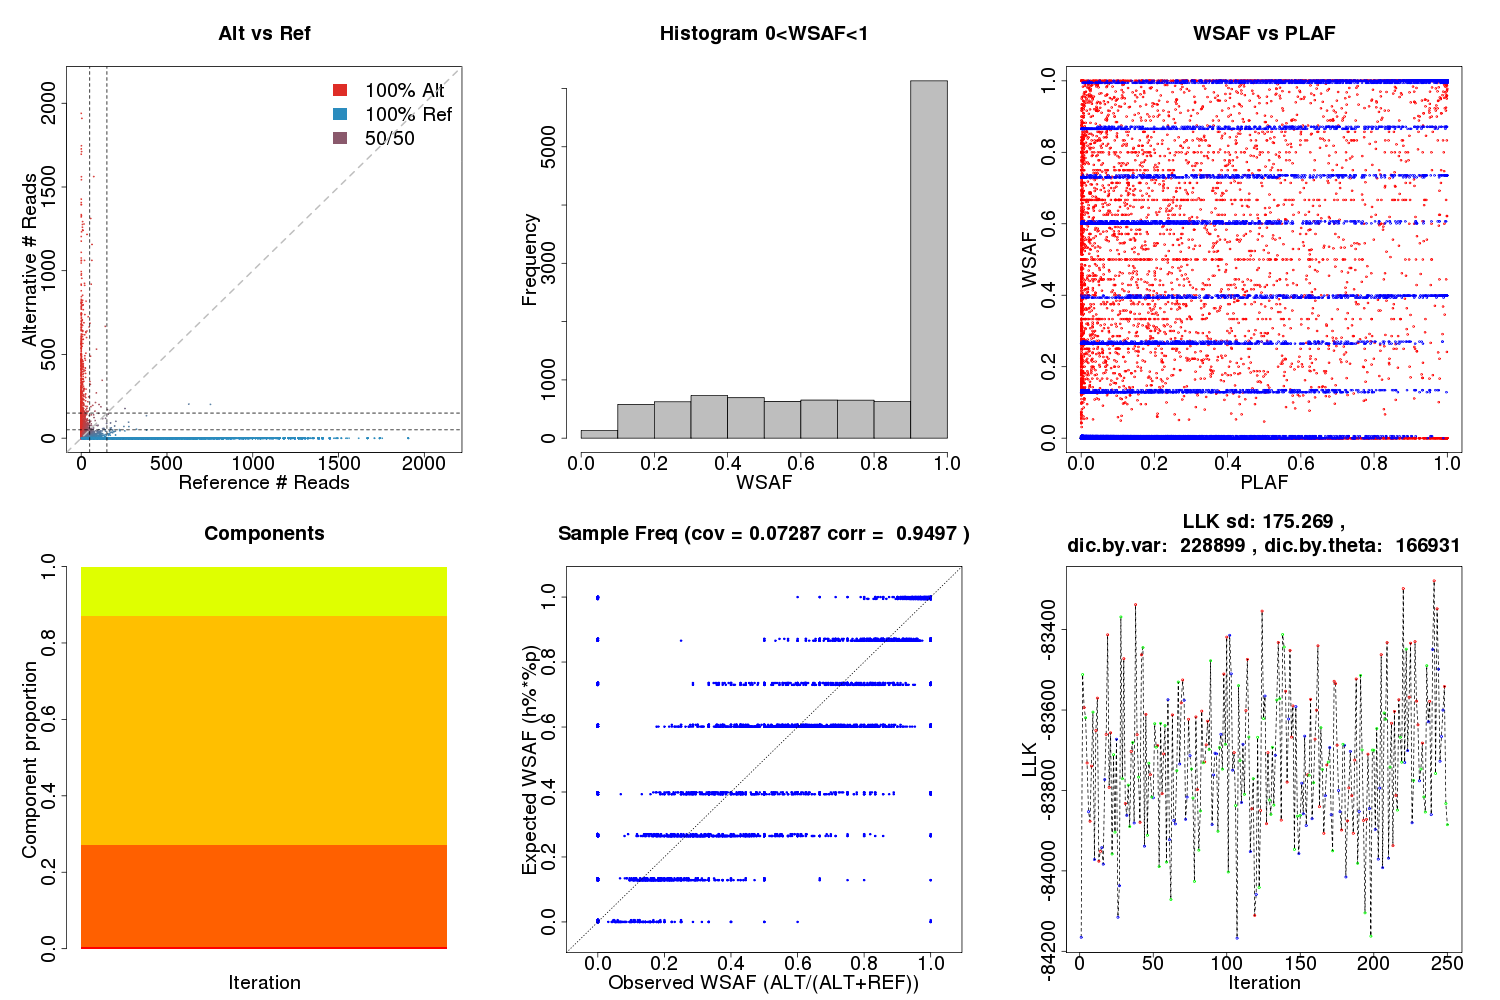 Alt vs Ref
Alternative # Reads
0 500 1000 1500 2000
100% Alt
100% Ref
50/50
0 500 1000 1500 2000
Reference # Reads
Histogram 0<WSAF<1
Frequency
0 1000 3000 5000
0.0 0.2 0.4 0.6 0.8 1.0
WSAF
WSAF vs PLAF
WSAF
0.0 0.2 0.4 0.6 0.8 1.0
0.0 0.2 0.4 0.6 0.8 1.0
PLAF
Components
Component proportion
0.0 0.2 0.4 0.6 0.8 1.0
Iteration
Sample Freq (cov = 0.07287 corr =  0.9497 )
Expected WSAF (h%*%p)
0.0 0.2 0.4 0.6 0.8 1.0
0.0 0.2 0.4 0.6 0.8 1.0
Observed WSAF (ALT/(ALT+REF))
LLK sd: 175.269 ,
dic.by.var:  228899 , dic.by.theta:  166931
LLK
-84200 -84000 -83800 -83600 -83400
0 50 100 150 200 250
Iteration